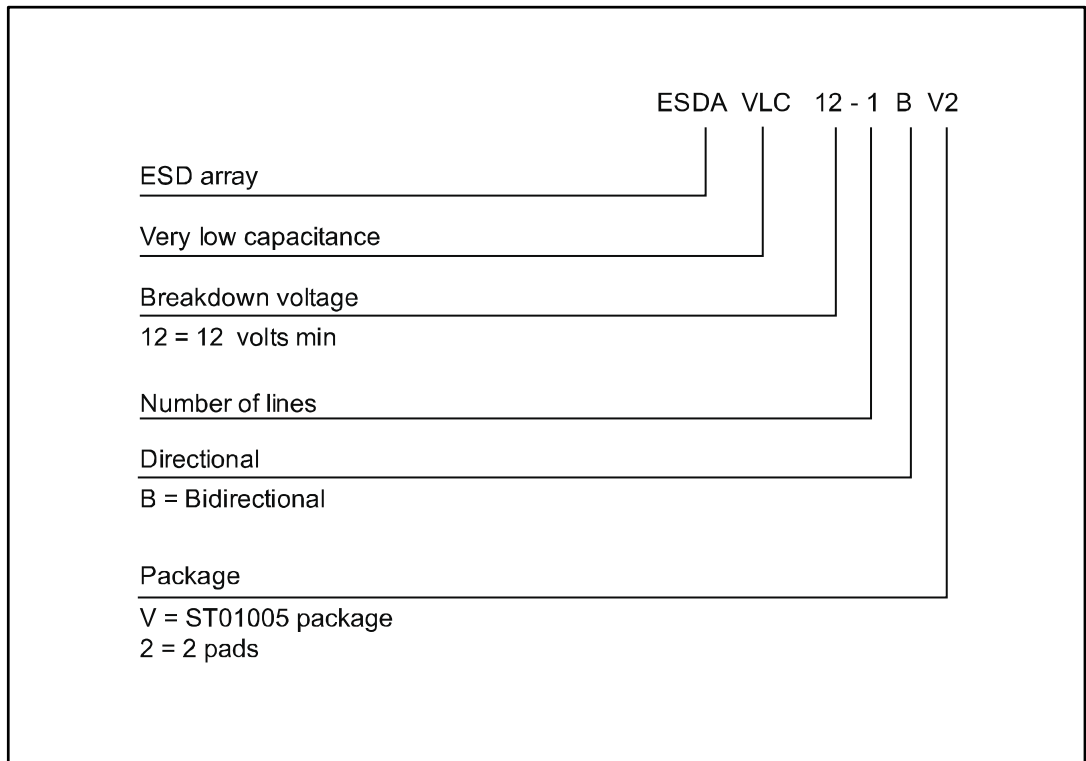 ESDA VLC 12 - 1 B V2
ESD array
Very low capacitance
Breakdown voltage
12 = 12 volts min
Number of lines
Directional
B = Bidirectional
Package
V = ST01005 package
2 = 2 pads